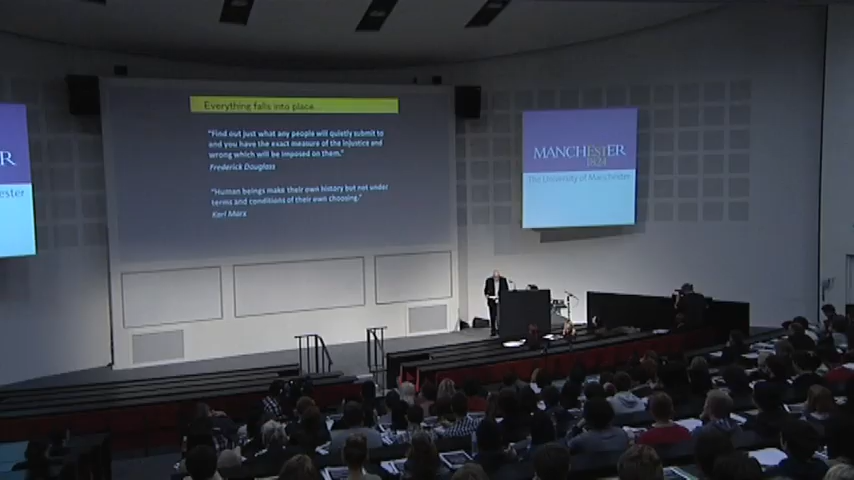 Everything falls into place...
"Find out just what any people will quietly submit to
and you have the exact measure of the injustice and
wrong which will be imposed on them."
Frederick Douglass
"Human beings make their own history but not under
terms and conditions of their own choosing."
Karl Marx
MANCHESTER
1824
The University of Manchester
R
ester